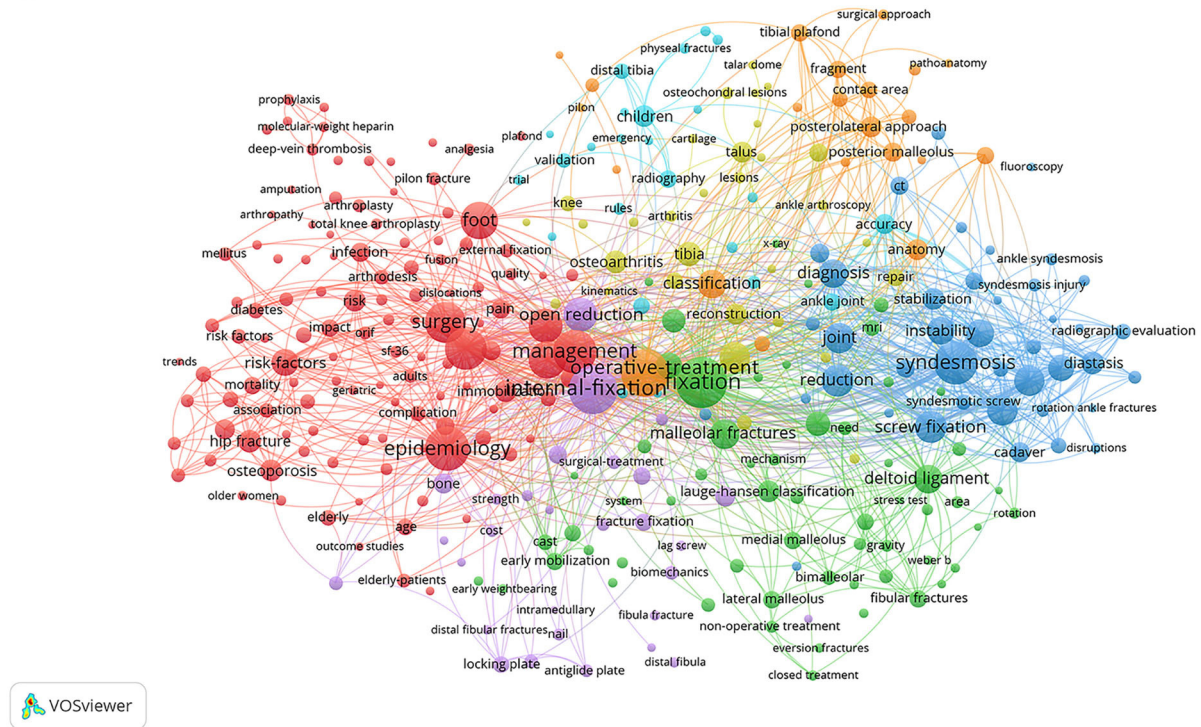 surgical approach
tibial plafond
physeal fractures
talar dome
fragment
pathoanatomy
distal tibia
osteochondral lesions
contact area
prophylaxis
pilon
children
molecular-weight heparin
posterolateral approach
deep-vein thrombosis
plafond
emergency
cartilage
analgesia
validation
talus
posterior malleolus
pilon fracture
lesions
fluoroscopy
trial
radiography
amputation
arthroplasty
ct
ankle arthroscopy
knee
rules
arthropathy
foot
arthritis
total knee arthroplasty
accuracy
x-ray
mellitus
infection
external fixation
tibia
anatomy
fusion
osteoarthritis
ankle syndesmosis
arthrodesis
quality
diagnosis
repair
dislocations
classification
syndesmosis injury
kinematics
diabetes
risk
ankle joint
stabilization
pain
open reduction
reconstruction
surgery
risk factors
impact
orif
mri
instability
radiographic evaluation
joint
management
sf-36
trends
risk-factors
syndesmosis
diastasis
operative-treatment
adults
mortality
geriatric
internal-fixation
fixation
reduction
immobilization
syndesmotic screw
association
complication
rotation ankle fractures
need
screw fixation
malleolar fractures
hip fracture
epidemiology
disruptions
cadaver
mechanism
surgical-treatment
osteoporosis
bone
deltoid ligament
lauge-hansen classification
older women
strength
system
stress test
area
elderly
cost
fracture fixation
rotation
age
cast
lag screw
medial malleolus
gravity
outcome studies
early mobilization
weber b
biomechanics
elderly-patients
bimalleolar
early weightbearing
fibular fractures
lateral malleolus
intramedullary
fibula fracture
non-operative treatment
distal fibular fractures
nail
eversion fractures
locking plate
antiglide plate
distal fibula
closed treatment
VOSviewer